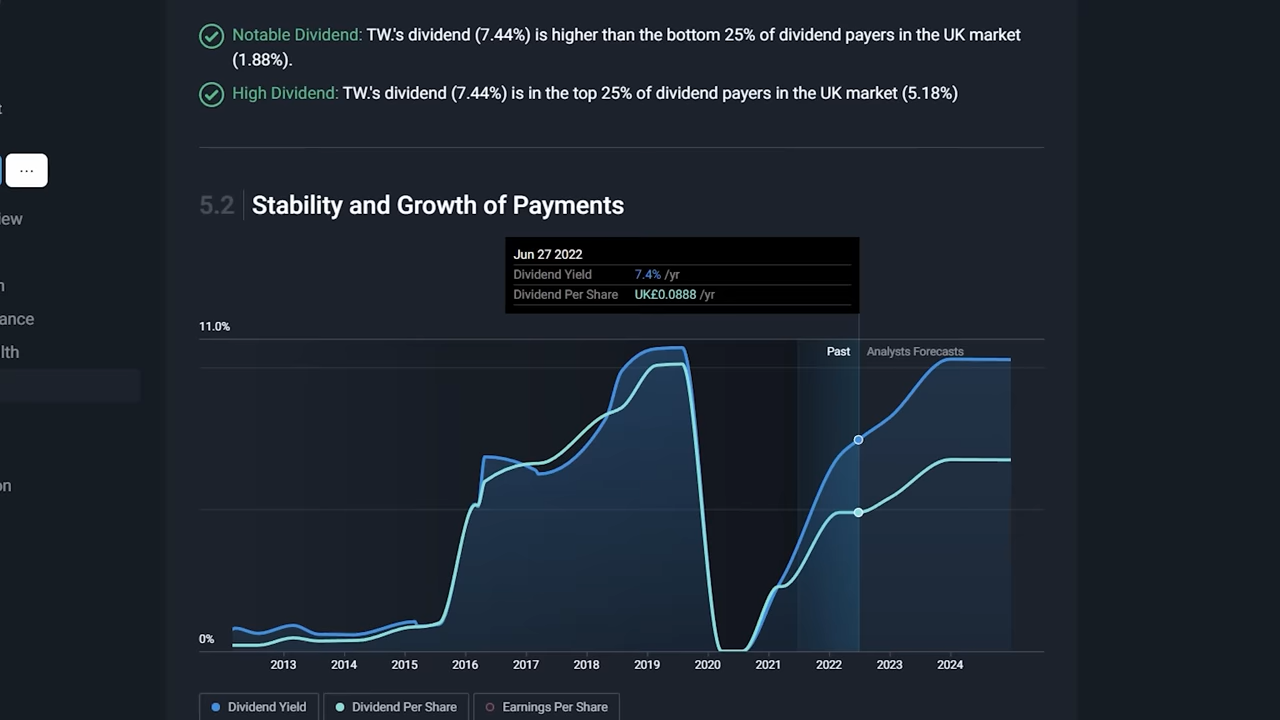 Notable Dividend: TW.'s dividend (7.44%) is higher than the bottom 25% of dividend payers in the UK market
(1.88%).
High Dividend: TW.'s dividend (7.44%) is in the top 25% of dividend payers in the UK market (5.18%)
t
...
iew
5.2 Stability and Growth of Payments
Jun 27 2022
Dividend Yield 7.4% /yr
Dividend Per Share UK£0.0888 /yr
n
ance
lth
on
11.0%
Past Analysts Forecasts
0%
2013 2014 2015 2016 2017 2018 2019 2020 2021 2022 2023 2024
Dividend Yield Dividend Per Share Earnings Per Share